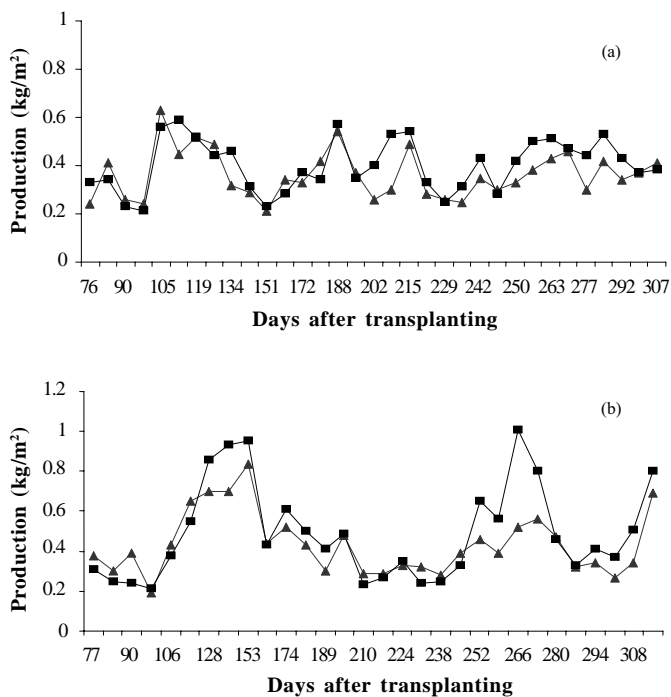 1
(a)
0.8
0.6
0.4
0.2
0
Production (kg/m²)
76 90 105 119 134 151 172 188 202 215 229 242 250 263 277 292 307
Days after transplanting
1.2
(b)
1
0.8
0.6
0.4
0.2
0
Production (kg/m²)
77 90 106 128 153 174 189 210 224 238 252 266 280 294 308
Days after transplanting